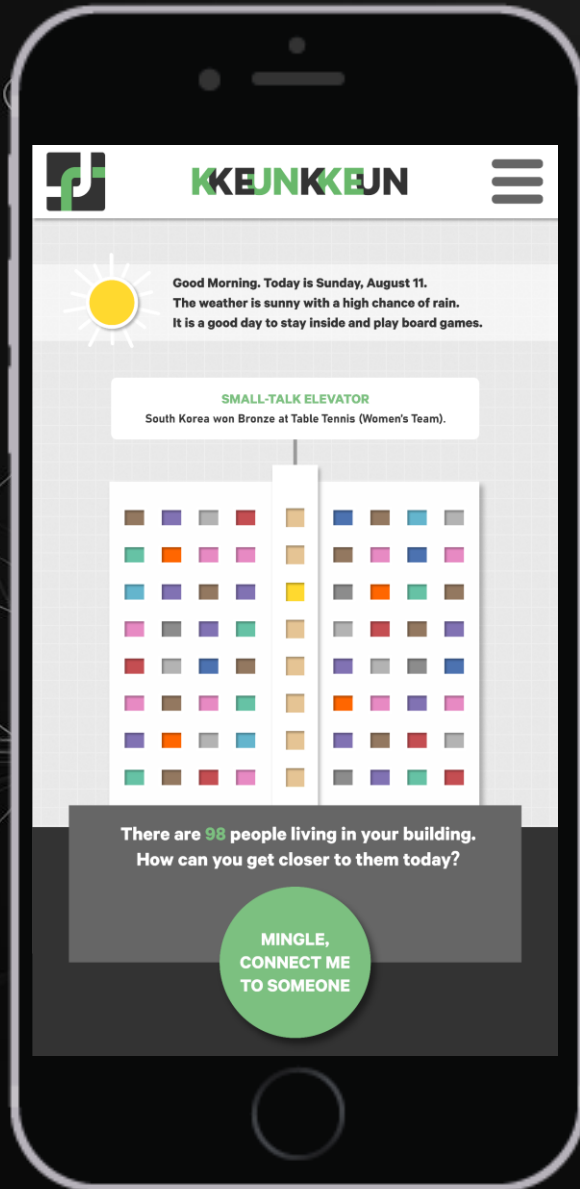 KKEUNKKEUN
Good Morning. Today is Sunday, August 11.
The weather is sunny with a high chance of rain.
It is a good day to stay inside and play board games.
SMALL-TALK ELEVATOR
South Korea won Bronze at Table Tennis (Women's Team).
There are 98 people living in your building.
How can you get closer to them today?
MINGLE,
CONNECT ME
TO SOMEONE